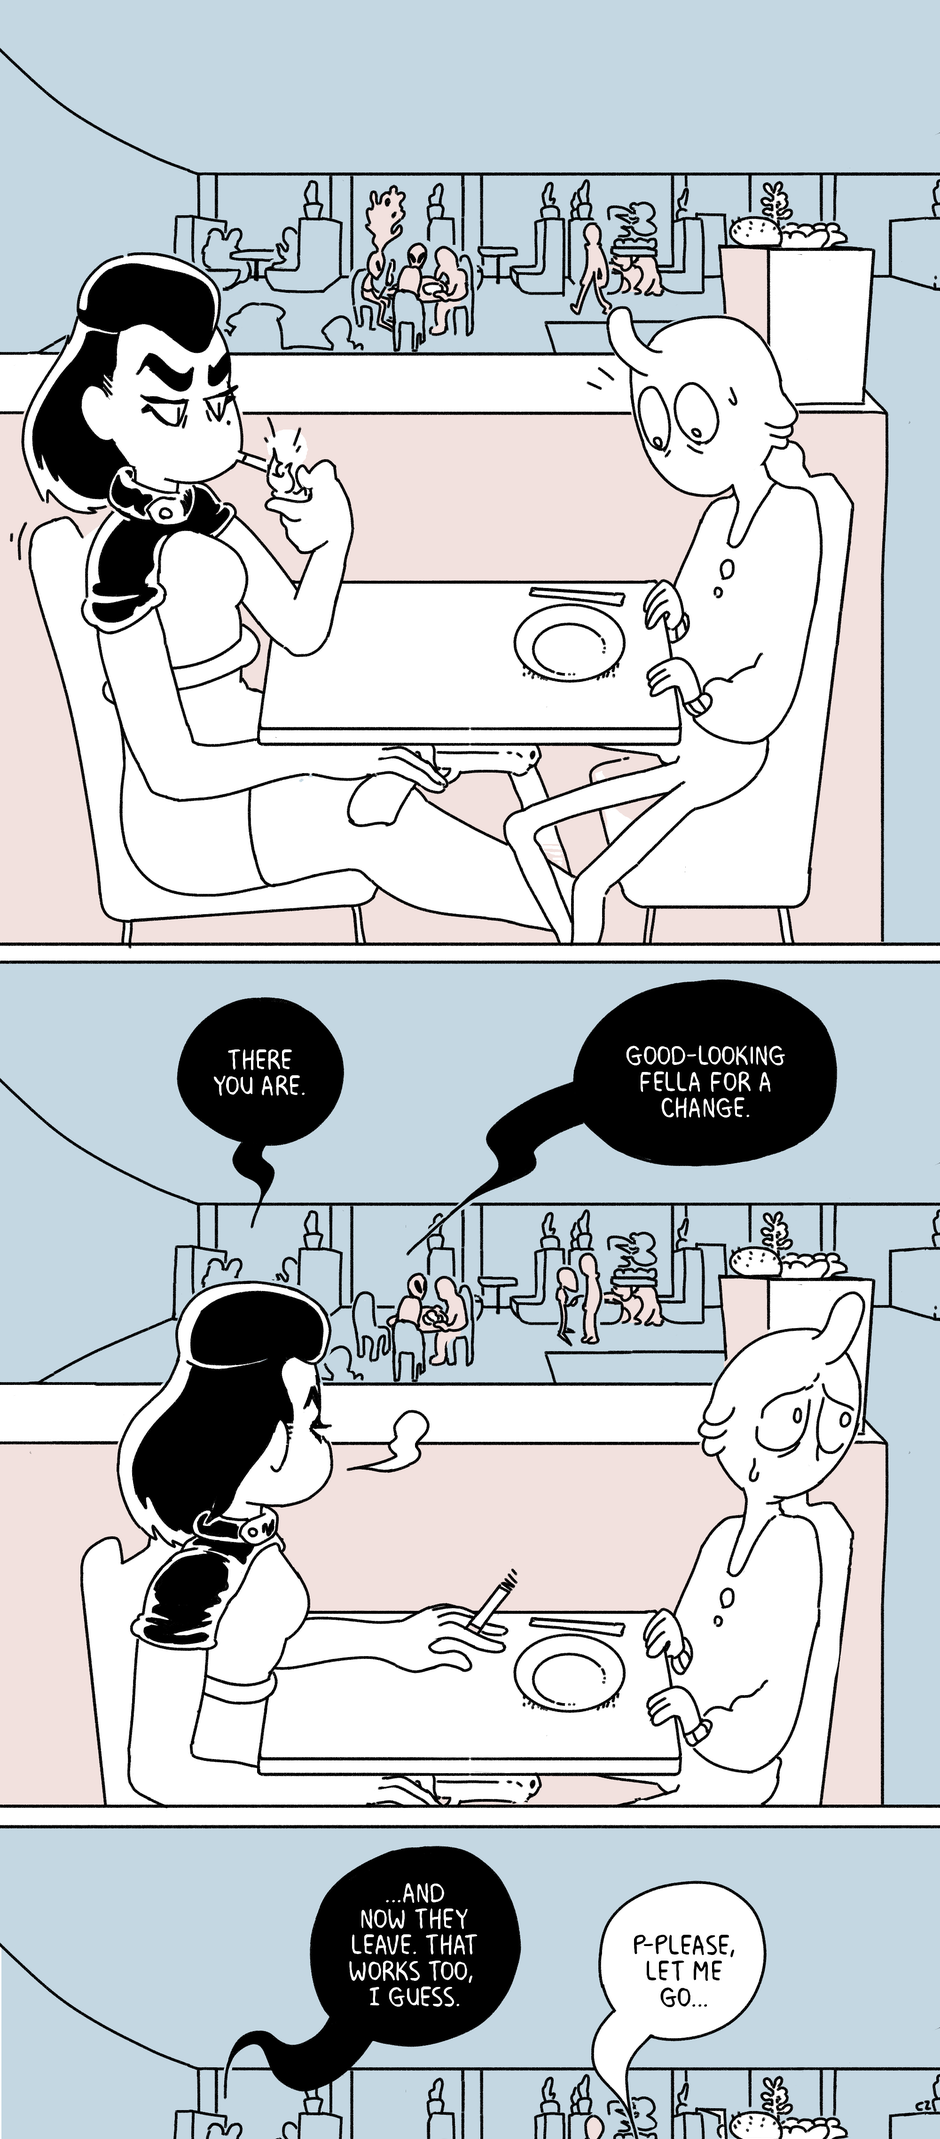 THERE
YOU ARE.
GOOD-LOOKING
FELLA FOR A
CHANGE.
...AND
NOW THEY
LEAVE. THAT
WORKS TOO,
I GUESS.
P-PLEASE,
LET ME
GO...